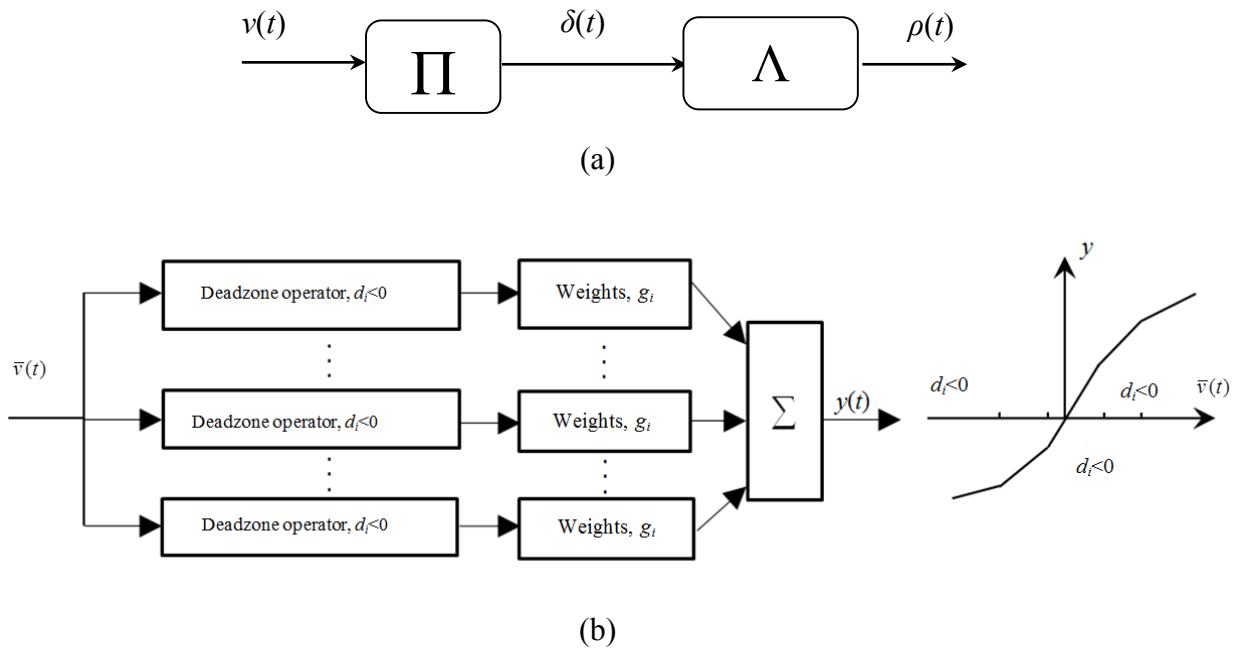 v(t)
δ(t)
ρ(t)
Π
Λ
(a)
Deadzone operator, dᵢ<0
Weights, gᵢ
v̅(t)
Deadzone operator, dᵢ<0
Weights, gᵢ
Σ
y(t)
Deadzone operator, dᵢ<0
Weights, gᵢ
y
dᵢ<0
dᵢ<0
v̅(t)
dᵢ<0
(b)